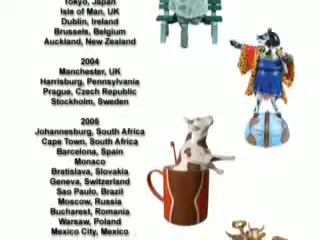 Tokyo, Japan
Isle of Man, UK
Dublin, Ireland
Brussels, Belgium
Auckland, New Zealand
2004
Manchester, UK
Harrisburg, Pennsylvania
Prague, Czech Republic
Stockholm, Sweden
2005
Johannesburg, South Africa
Cape Town, South Africa
Barcelona, Spain
Monaco
Bratislava, Slovakia
Geneva, Switzerland
Sao Paulo, Brazil
Moscow, Russia
Bucharest, Romania
Warsaw, Poland
Mexico City, Mexico